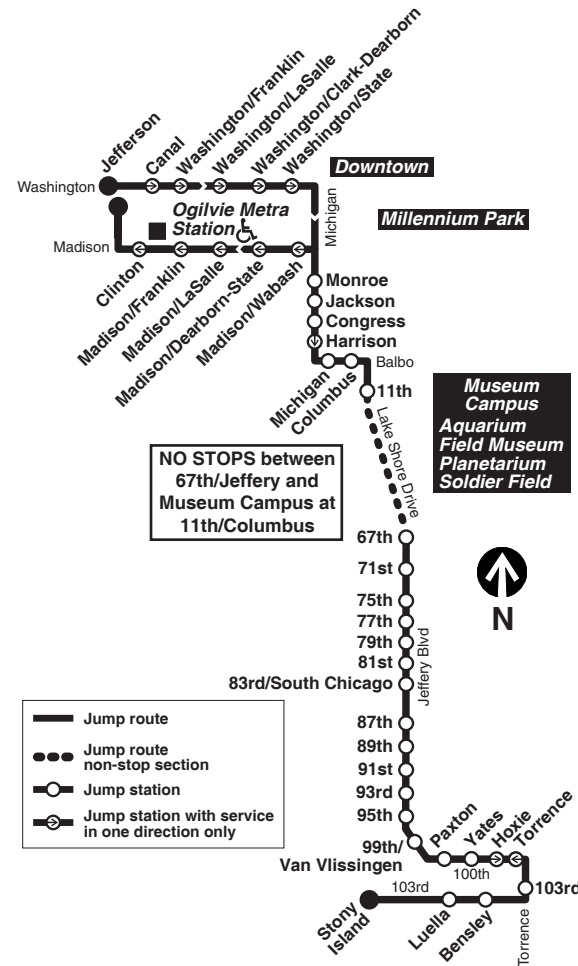 Jefferson
Canal
Washington/Franklin
Washington/LaSalle
Washington/Clark-Dearborn
Washington/State
Washington
Downtown
Ogilvie Metra
Station
Michigan
Millennium Park
Madison
Clinton
Madison/Franklin
Madison/LaSalle
Madison/Dearborn-State
Madison/Wabash
Monroe
Jackson
Congress
Harrison
Balbo
Michigan
Columbus
11th
Museum
Campus
Aquarium
Field Museum
Planetarium
Soldier Field
Lake Shore Drive
NO STOPS between
67th/Jeffery and
Museum Campus at
11th/Columbus
67th
71st
75th
77th
79th
81st
83rd/South Chicago
Jeffery Blvd
N
87th
89th
91st
93rd
95th
Jump route
Jump route
non-stop section
Jump station
Jump station with service
in one direction only
99th/
Van Vlissingen
Paxton
Yates
Hoxie
Torrence
100th
103rd
103rd
Stony
Island
Luella
Bensley
Torrence